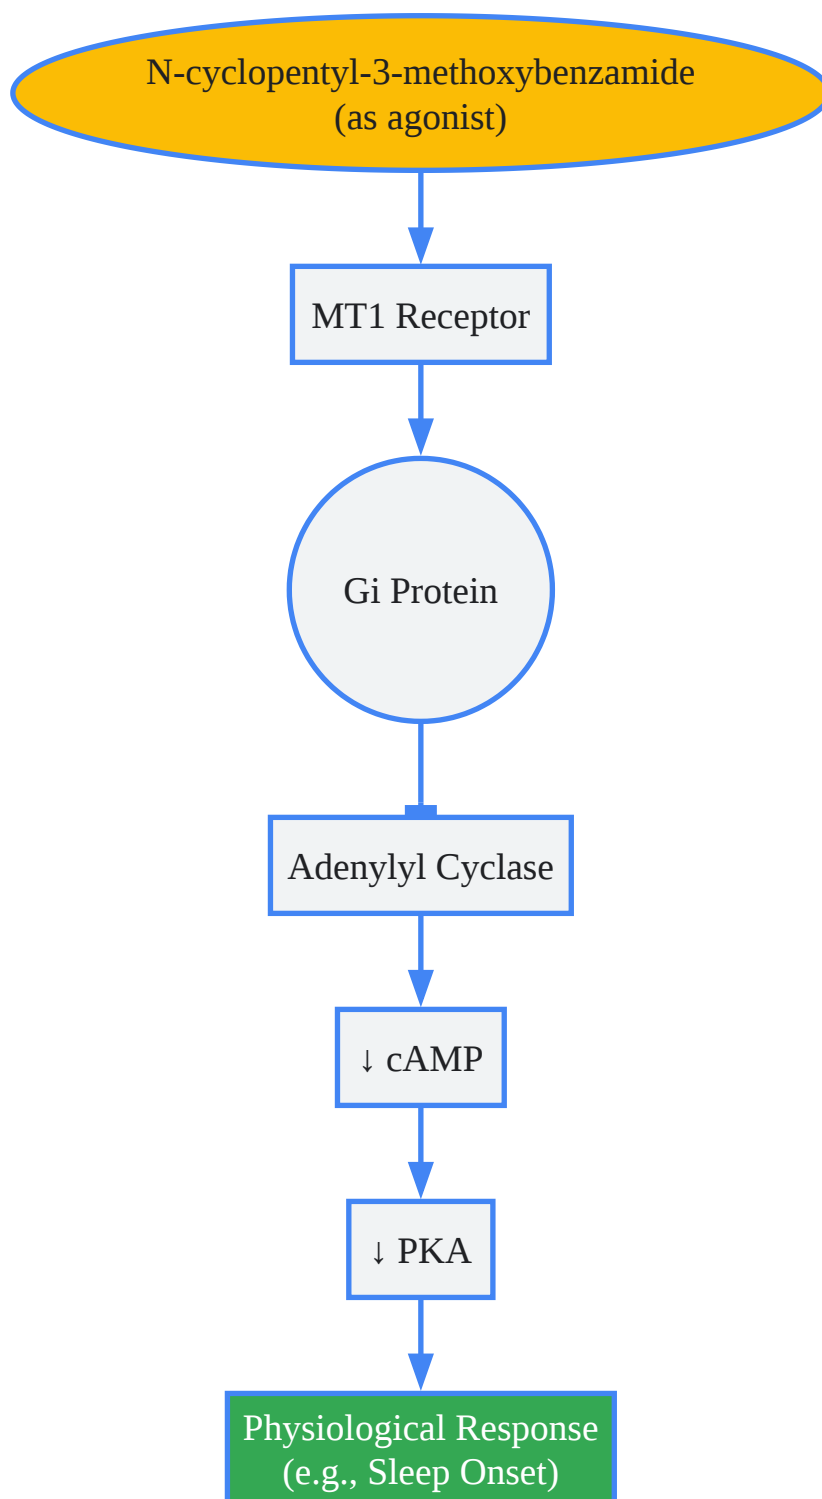 N-cyclopentyl-3-methoxybenzamide
(as agonist)
MT1 Receptor
Gi Protein
Adenylyl Cyclase
↓ cAMP
↓ PKA
Physiological Response
(e.g., Sleep Onset)